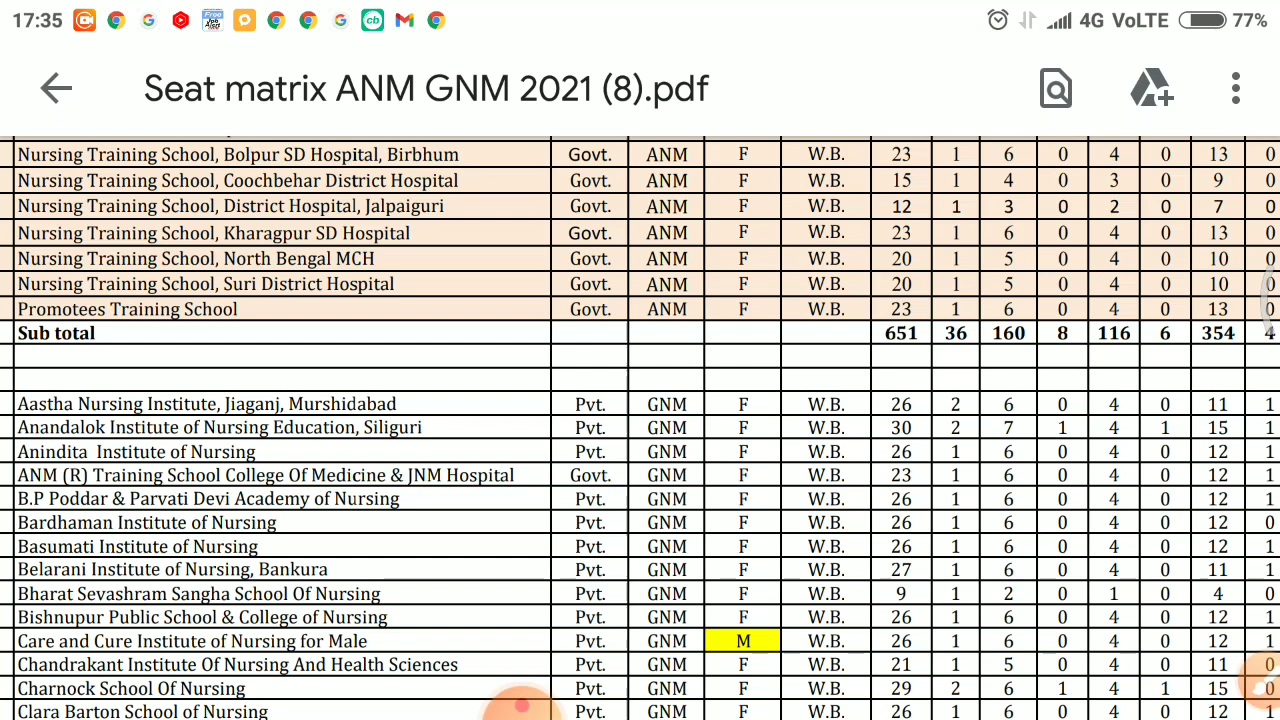 17:35 4G VoLTE 77%
Seat matrix ANM GNM 2021 (8).pdf
Nursing Training School, Bolpur SD Hospital, Birbhum Govt. ANM F W.B. 23 1 6 0 4 0 13 0
Nursing Training School, Coochbehar District Hospital Govt. ANM F W.B. 15 1 4 0 3 0 9 0
Nursing Training School, District Hospital, Jalpaiguri Govt. ANM F W.B. 12 1 3 0 2 0 7 0
Nursing Training School, Kharagpur SD Hospital Govt. ANM F W.B. 23 1 6 0 4 0 13 0
Nursing Training School, North Bengal MCH Govt. ANM F W.B. 20 1 5 0 4 0 10 0
Nursing Training School, Suri District Hospital Govt. ANM F W.B. 20 1 5 0 4 0 10 0
Promotees Training School Govt. ANM F W.B. 23 1 6 0 4 0 13 0
Sub total 651 36 160 8 116 6 354 4
Aastha Nursing Institute, Jiaganj, Murshidabad Pvt. GNM F W.B. 26 2 6 0 4 0 11 1
Anandalok Institute of Nursing Education, Siliguri Pvt. GNM F W.B. 30 2 7 1 4 1 15 1
Anindita Institute of Nursing Pvt. GNM F W.B. 26 1 6 0 4 0 12 1
ANM (R) Training School College Of Medicine & JNM Hospital Govt. GNM F W.B. 23 1 6 0 4 0 12 1
B.P Poddar & Parvati Devi Academy of Nursing Pvt. GNM F W.B. 26 1 6 0 4 0 12 1
Bardhaman Institute of Nursing Pvt. GNM F W.B. 26 1 6 0 4 0 12 0
Basumati Institute of Nursing Pvt. GNM F W.B. 26 1 6 0 4 0 12 1
Belarani Institute of Nursing, Bankura Pvt. GNM F W.B. 27 1 6 0 4 0 11 1
Bharat Sevashram Sangha School Of Nursing Pvt. GNM F W.B. 9 1 2 0 1 0 4 0
Bishnupur Public School & College of Nursing Pvt. GNM F W.B. 26 1 6 0 4 0 12 1
Care and Cure Institute of Nursing for Male Pvt. GNM M W.B. 26 1 6 0 4 0 12 1
Chandrakant Institute Of Nursing And Health Sciences Pvt. GNM F W.B. 21 1 5 0 4 0 11 0
Charnock School Of Nursing Pvt. GNM F W.B. 29 2 6 1 4 1 15 0
Clara Barton School of Nursing Pvt. GNM F W.B. 26 1 6 0 4 0 12 1